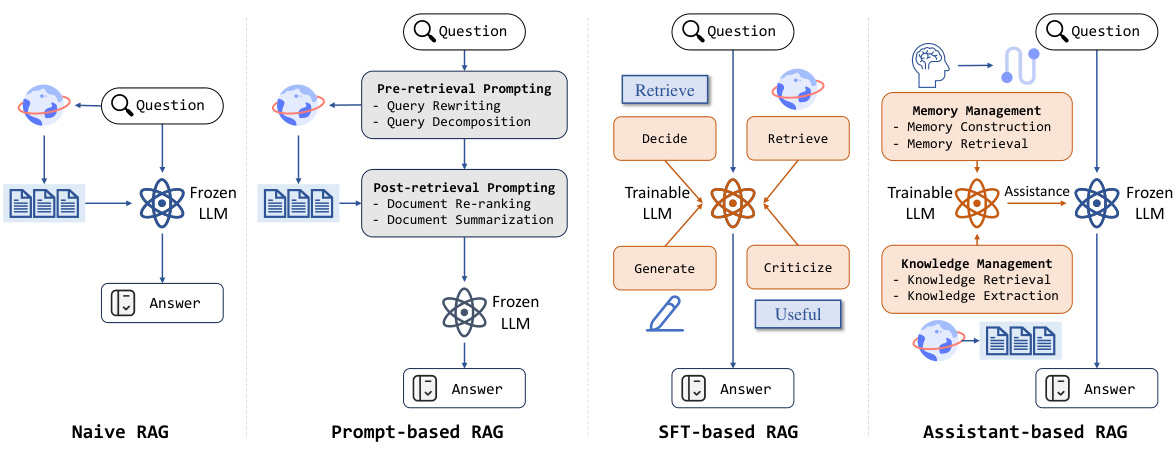 Question
Frozen
LLM
Answer
Naive RAG
Question
Pre-retrieval Prompting
- Query Rewriting
- Query Decomposition
Post-retrieval Prompting
- Document Re-ranking
- Document Summarization
Frozen
LLM
Answer
Prompt-based RAG
Question
Retrieve
Decide
Retrieve
Trainable
LLM
Generate
Criticize
Useful
Answer
SFT-based RAG
Question
Memory Management
- Memory Construction
- Memory Retrieval
Trainable
LLM
Assistance
Frozen
LLM
Knowledge Management
- Knowledge Retrieval
- Knowledge Extraction
Answer
Assistant-based RAG